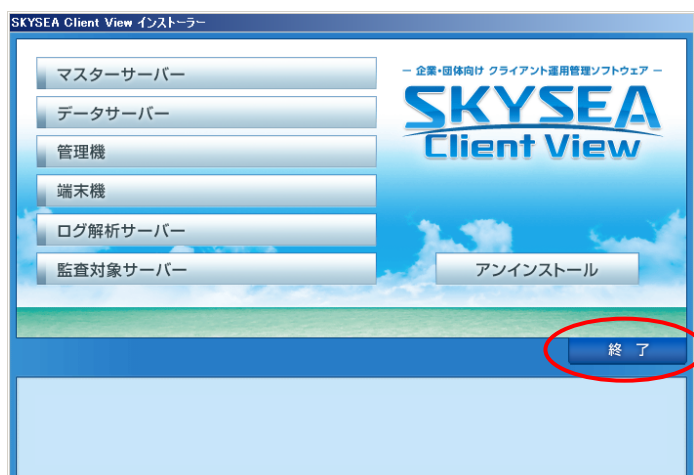 SKYSEA Client View インストーラー
マスターサーバー
データサーバー
管理機
端末機
ログ解析サーバー
監査対象サーバー
− 企業・団体向け クライアント運用管理ソフトウェア −
SKYSEA
Client View
アンインストール
終 了